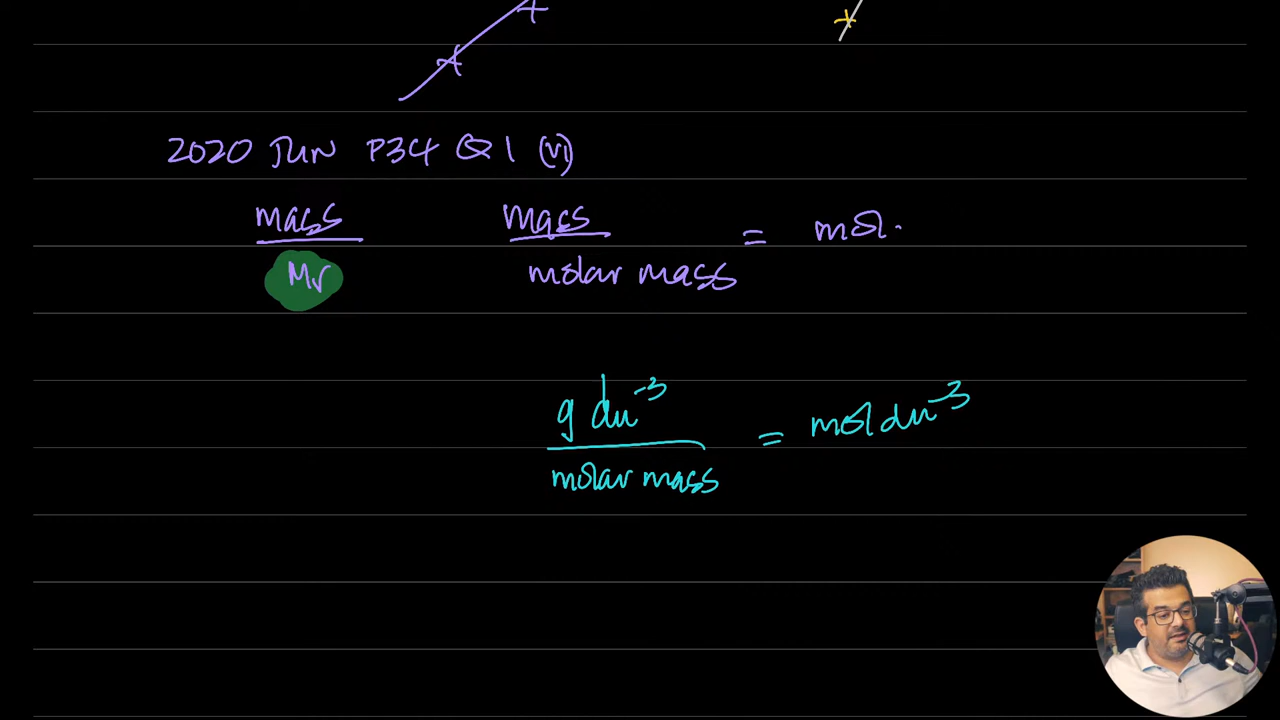 2020 JUN P34 Q1 (vi)
mass mass = mol.
Mr molar mass
g dm⁻³ = mol dm⁻³
molar mass